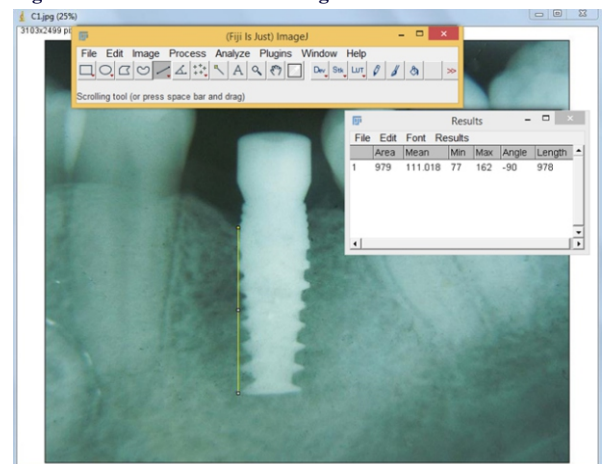 C1.jpg (25%)
3103x2499
(Fiji Is Just) ImageJ
File Edit Image Process Analyze Plugins Window Help
A Dev Stk LUT >>
Scrolling tool (or press space bar and drag)
Results
File Edit Font Results
Area Mean Min Max Angle Length
1 979 111.018 77 162 -90 978